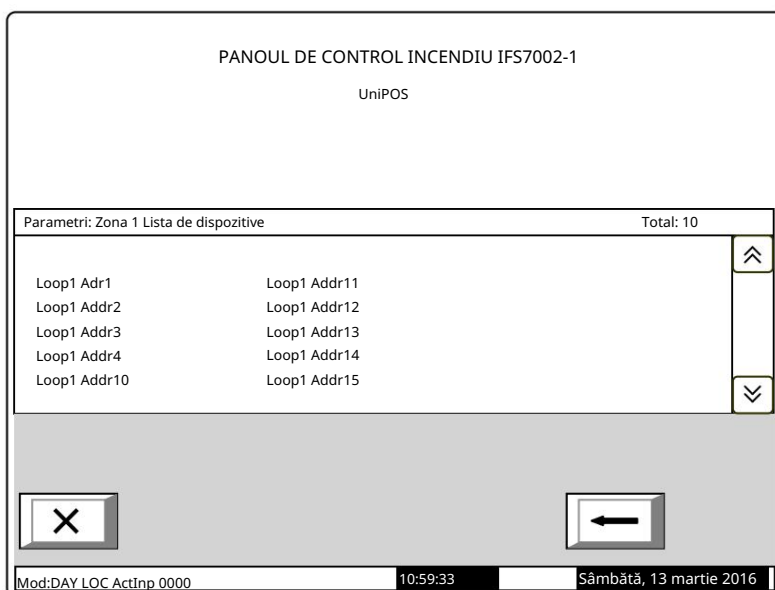 PANOUL DE CONTROL INCENDIU IFS7002-1
UniPOS
Parametri: Zona 1 Lista de dispozitive Total: 10
Loop1 Adr1 Loop1 Addr11
Loop1 Addr2 Loop1 Addr12
Loop1 Addr3 Loop1 Addr13
Loop1 Addr4 Loop1 Addr14
Loop1 Addr10 Loop1 Addr15
Mod:DAY LOC ActInp 0000 10:59:33 Sâmbătă, 13 martie 2016